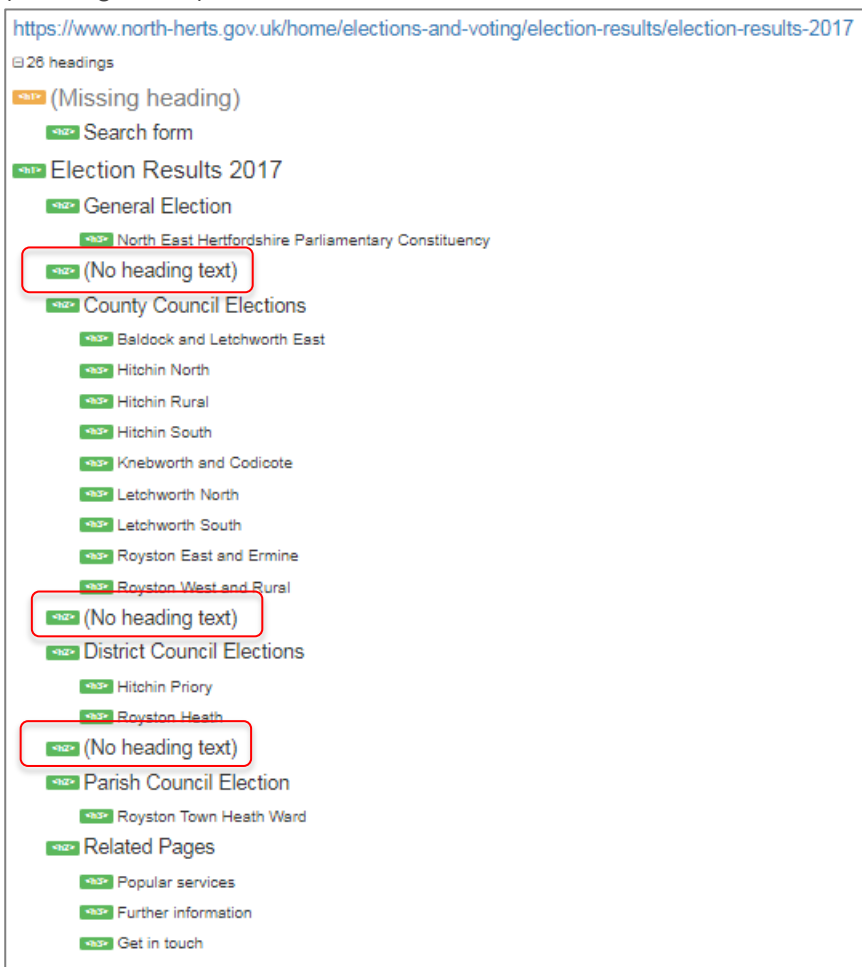 https://www.north-herts.gov.uk/home/elections-and-voting/election-results/election-results-2017
26 headings
<h1> (Missing heading)
<h2> Search form
<h1> Election Results 2017
<h2> General Election
<h3> North East Hertfordshire Parliamentary Constituency
<h2> (No heading text)
<h2> County Council Elections
<h3> Baldock and Letchworth East
<h3> Hitchin North
<h3> Hitchin Rural
<h3> Hitchin South
<h3> Knebworth and Codicote
<h3> Letchworth North
<h3> Letchworth South
<h3> Royston East and Ermine
<h3> Royston West and Rural
<h2> (No heading text)
<h2> District Council Elections
<h3> Hitchin Priory
<h3> Royston Heath
<h2> (No heading text)
<h2> Parish Council Election
<h3> Royston Town Heath Ward
<h2> Related Pages
<h3> Popular services
<h3> Further information
<h3> Get in touch